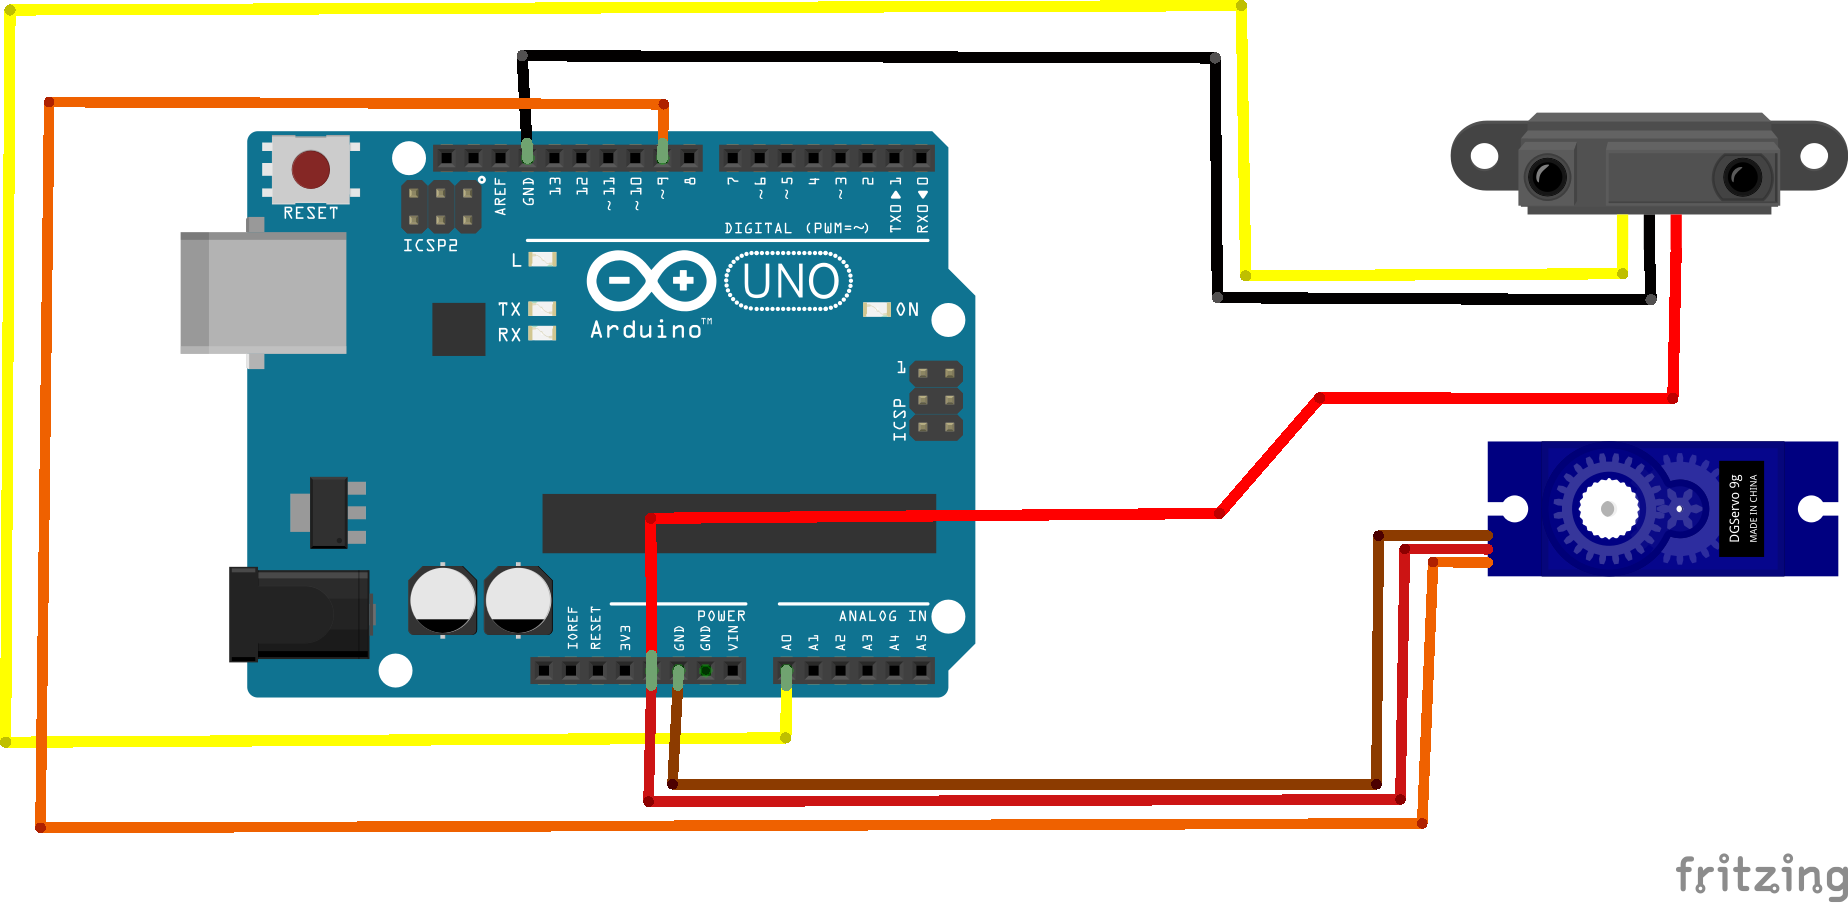 RESET
ICSP2
AREF
GND
13
12
~11
~10
~9
8
7
~6
~5
4
~3
2
TX0▶1
RX0◀0
DIGITAL (PWM=~)
L
TX
RX
UNO
Arduino™
ON
1
ICSP
IOREF
RESET
3V3
GND
GND
VIN
POWER
ANALOG IN
A0
A1
A2
A3
A4
A5
DGServo 9g
MADE IN CHINA
fritzing